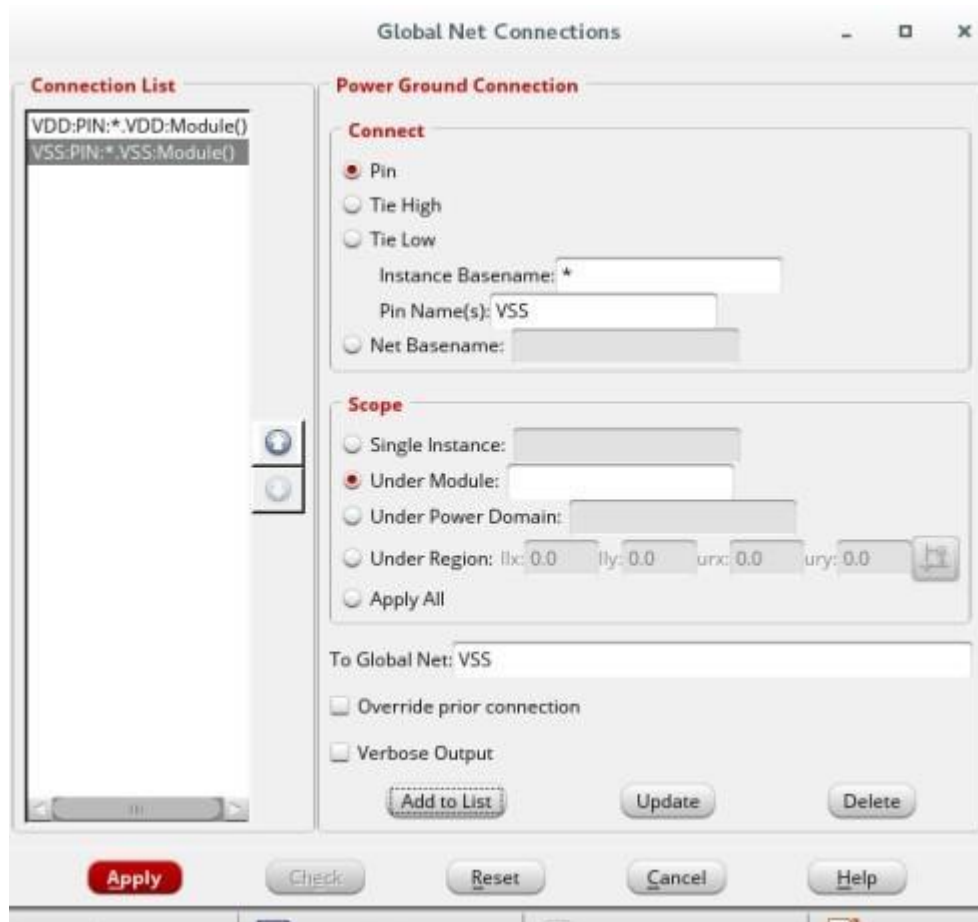 Global Net Connections
Connection List
VDD:PIN:*.VDD:Module()
VSS:PIN:*.VSS:Module()
Power Ground Connection
Connect
Pin
Tie High
Tie Low
Instance Basename: *
Pin Name(s): VSS
Net Basename:
Scope
Single Instance:
Under Module:
Under Power Domain:
Under Region: llx: 0.0 lly: 0.0 urx: 0.0 ury: 0.0
Apply All
To Global Net: VSS
Override prior connection
Verbose Output
Add to List Update Delete
Apply Check Reset Cancel Help